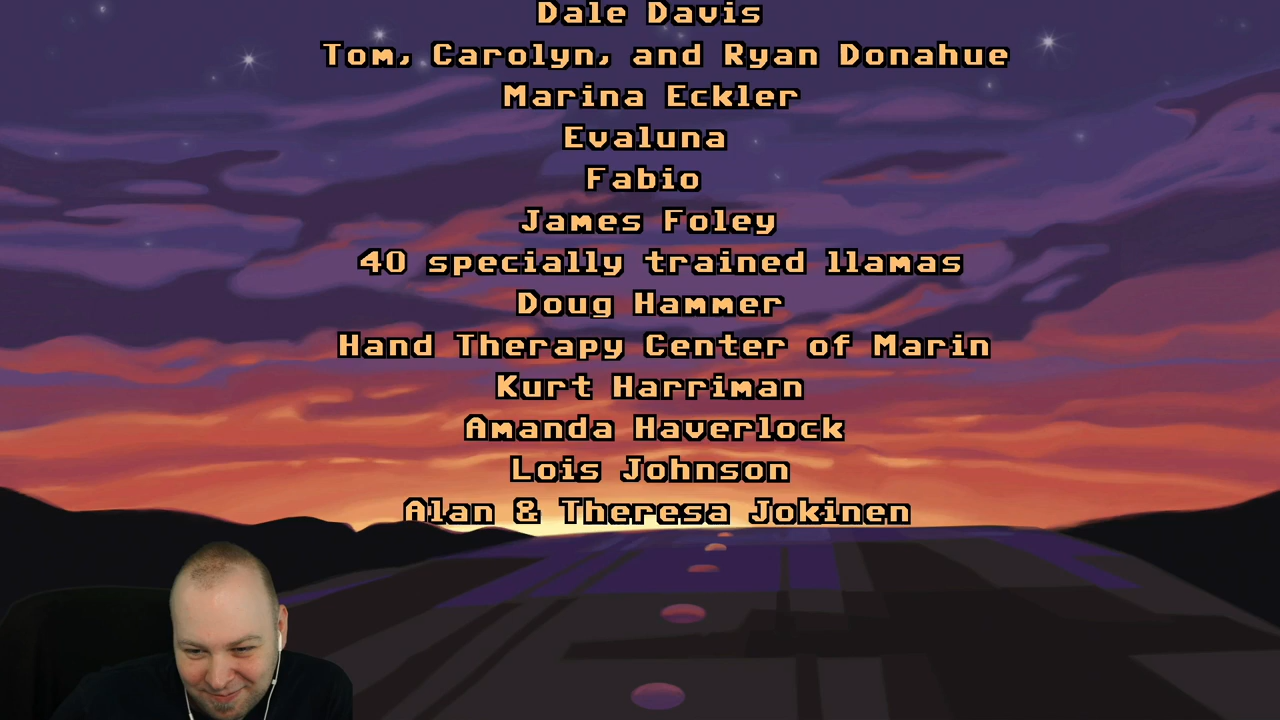 Dale Davis
Tom, Carolyn, and Ryan Donahue
Marina Eckler
Evaluna
Fabio
James Foley
40 specially trained llamas
Doug Hammer
Hand Therapy Center of Marin
Kurt Harriman
Amanda Haverlock
Lois Johnson
Alan & Theresa Jokinen